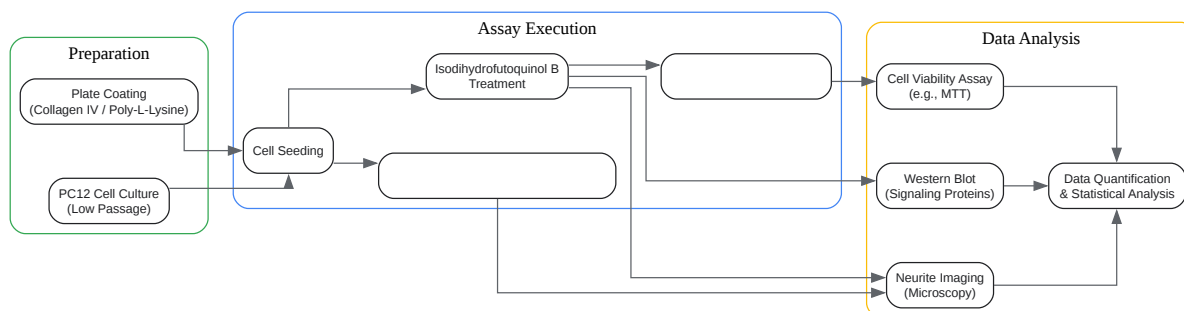 Preparation
Plate Coating
(Collagen IV / Poly-L-Lysine)
PC12 Cell Culture
(Low Passage)
Assay Execution
Cell Seeding
Isodihydrofutoquinol B
Treatment
Data Analysis
Cell Viability Assay
(e.g., MTT)
Western Blot
(Signaling Proteins)
Neurite Imaging
(Microscopy)
Data Quantification
& Statistical Analysis